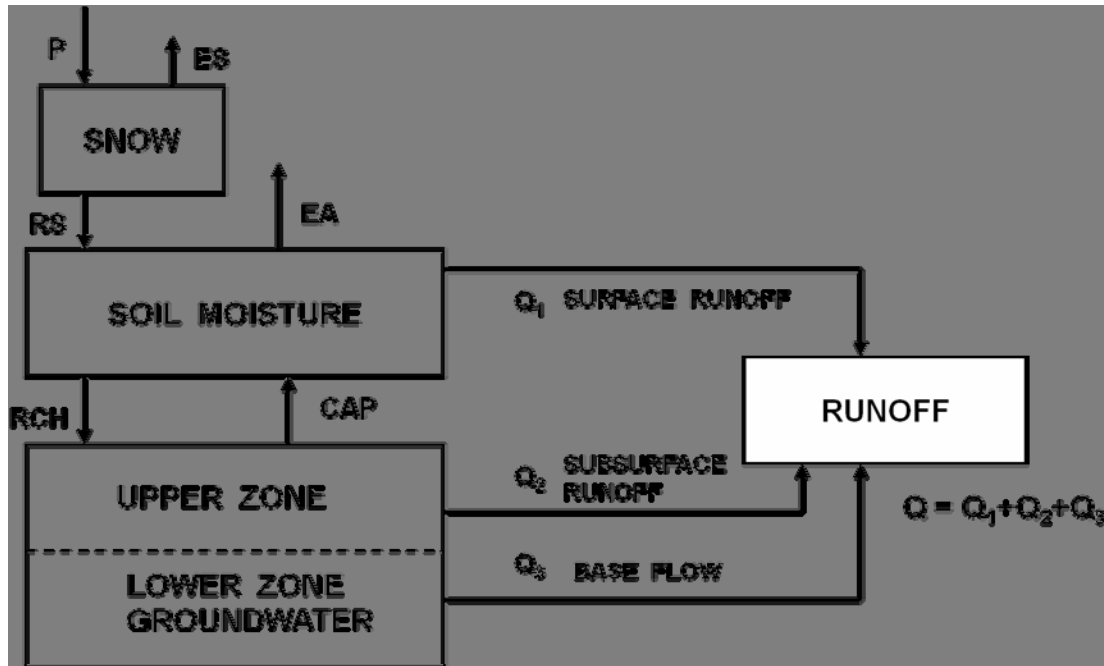 P
ES
SNOW
RS
EA
SOIL MOISTURE
Q1 SURFACE RUNOFF
RCH
CAP
RUNOFF
UPPER ZONE
Q2 SUBSURFACE
RUNOFF
Q = Q1+Q2+Q3
Q3 BASE FLOW
LOWER ZONE
GROUNDWATER